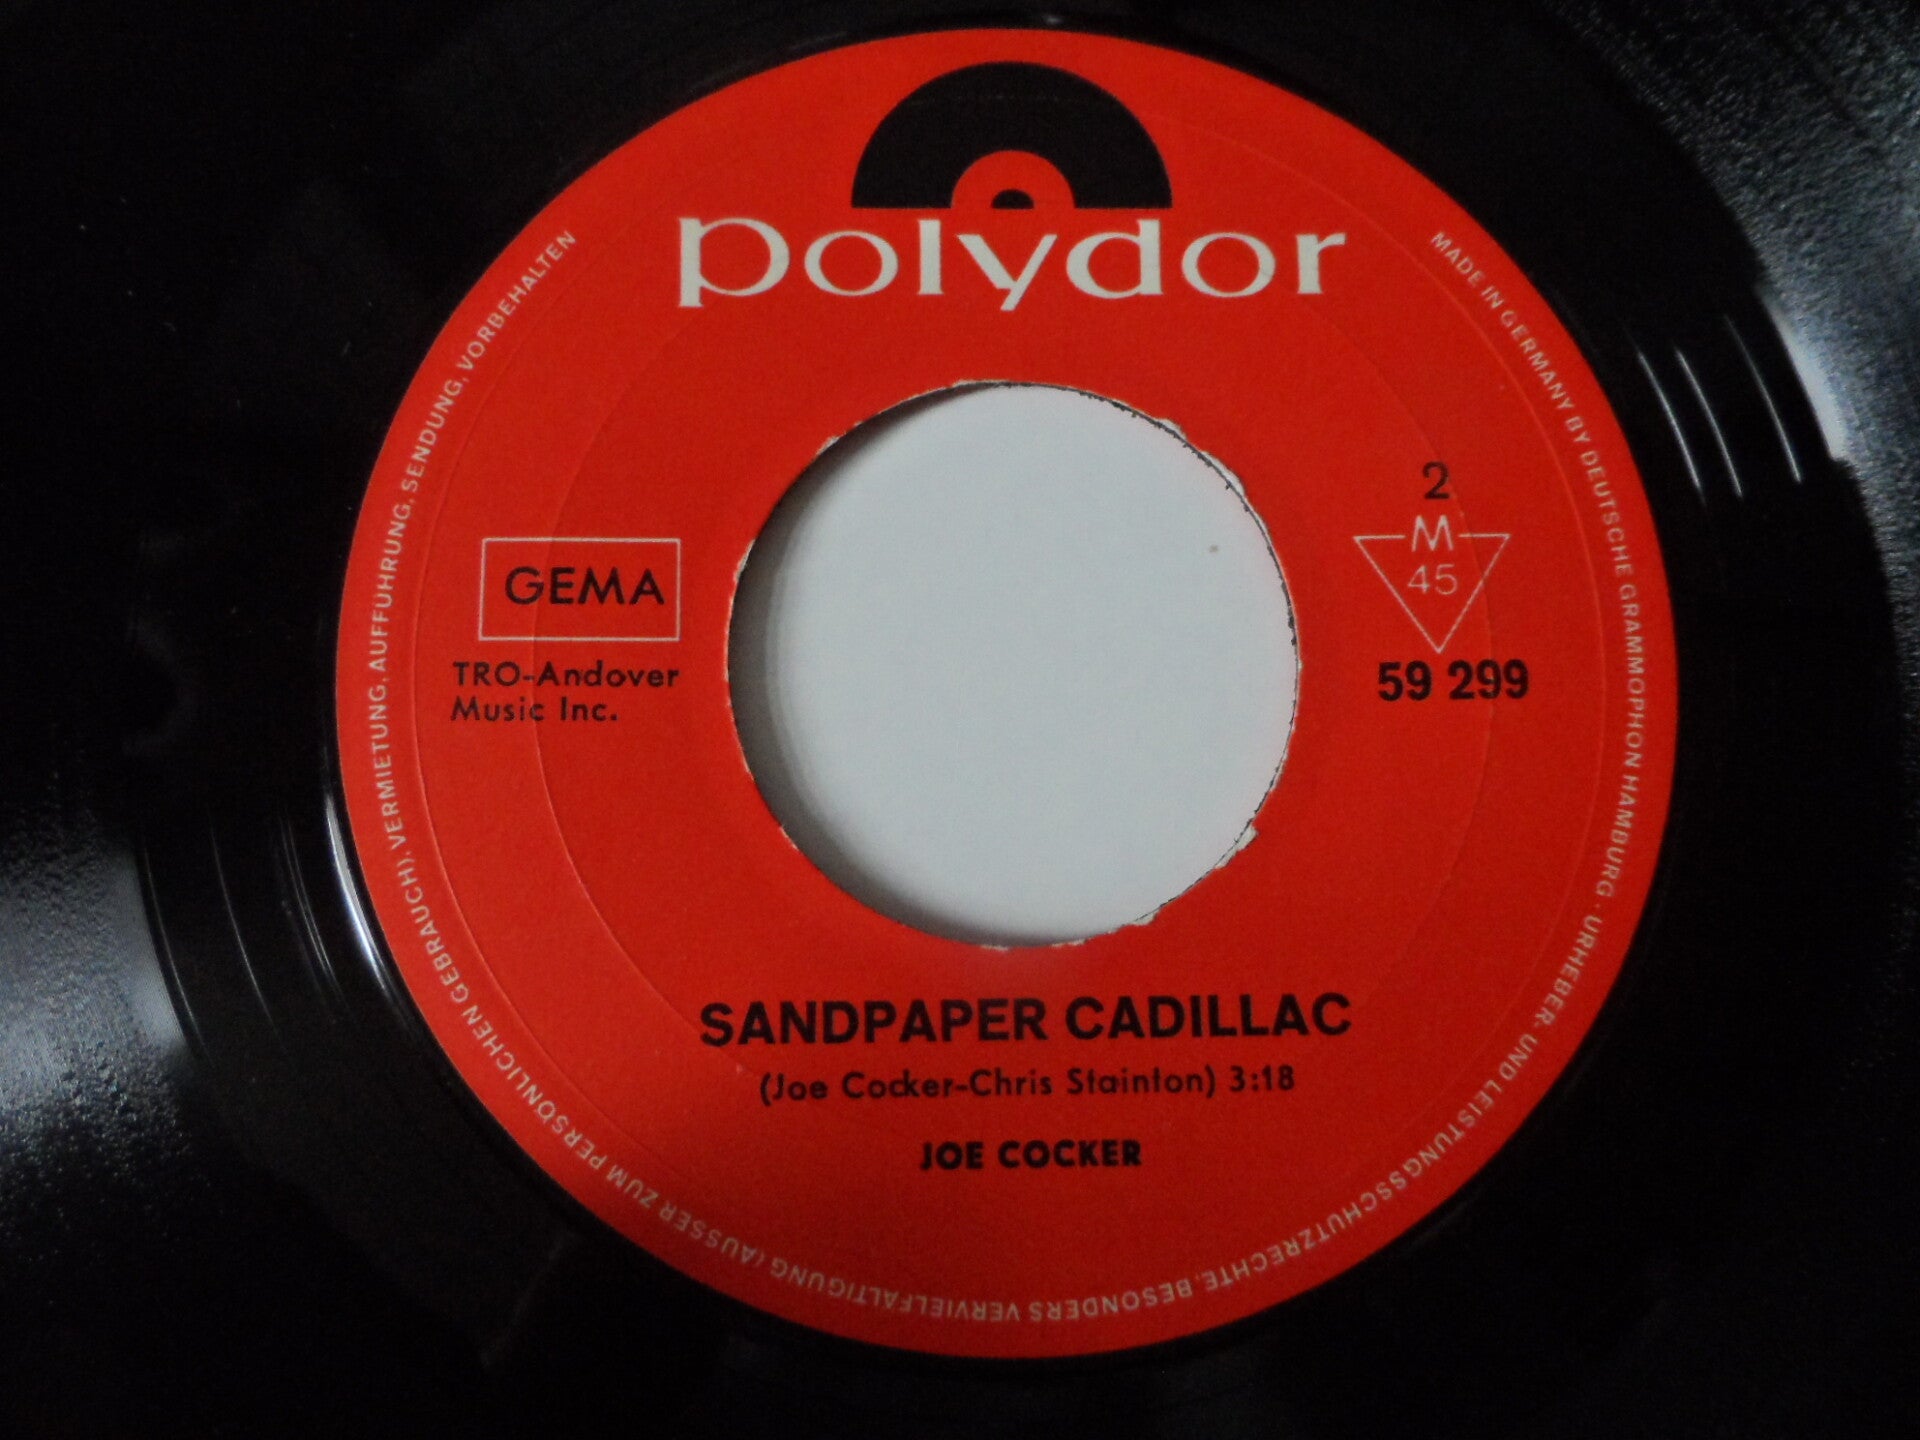 polydor
MADE IN GERMANY BY DEUTSCHE GRAMMOPHON HAMBURG . URHEBER- UND LEISTUNGSSCHUTZRECHTE, BESONDERS VERVIELFÄLTIGUNG (AUSSER ZUM PERSÖNLICHEN GEBRAUCH), VERMIETUNG, AUFFÜHRUNG, SENDUNG, VORBEHALTEN
GEMA
TRO-Andover
Music Inc.
2
M
45
59 299
SANDPAPER CADILLAC
(Joe Cocker-Chris Stainton) 3:18
JOE COCKER